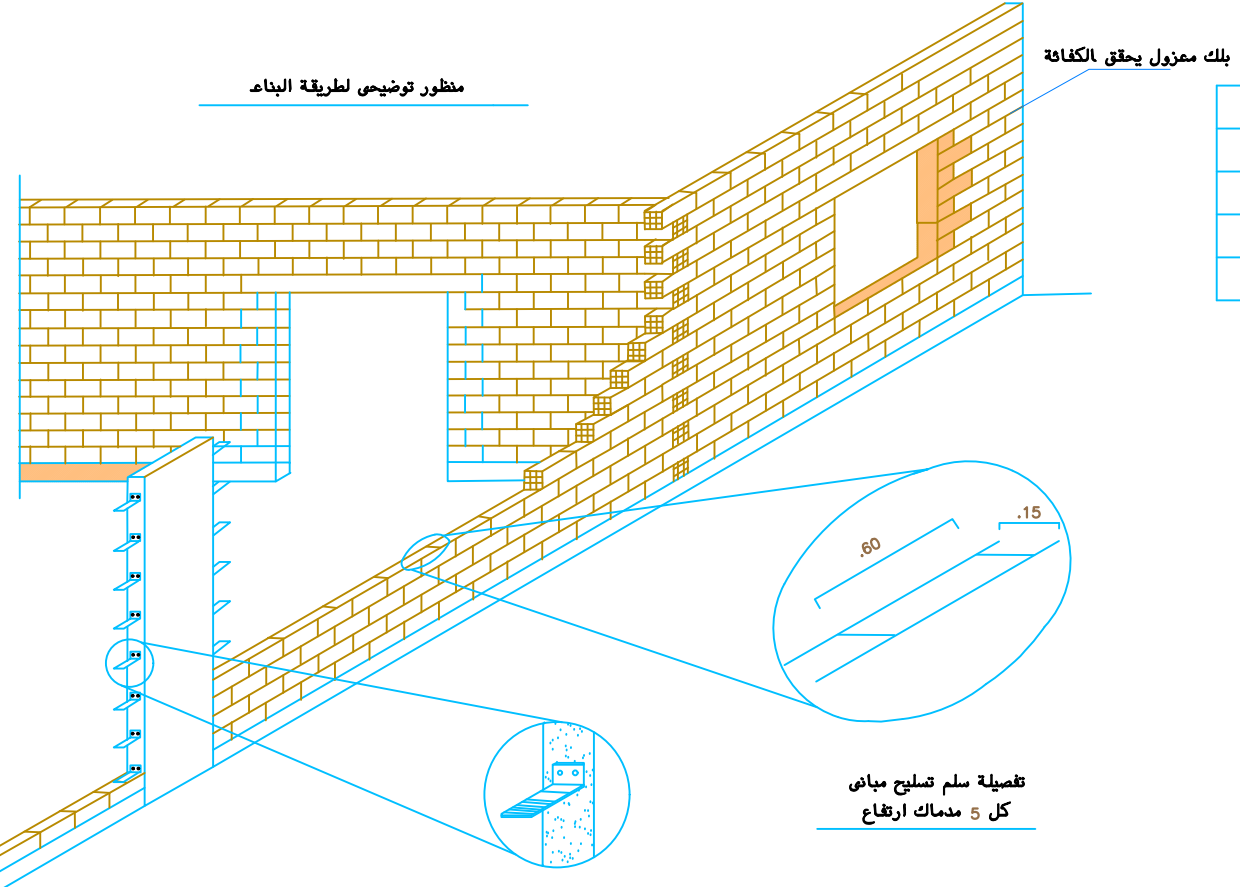 بلك معزول يحقق الكفائة
منظور توضيحى لطريقة البناء
.15
.60
تفصيلة سلم تسليح مبانى
كل 5 مدماك ارتفاع